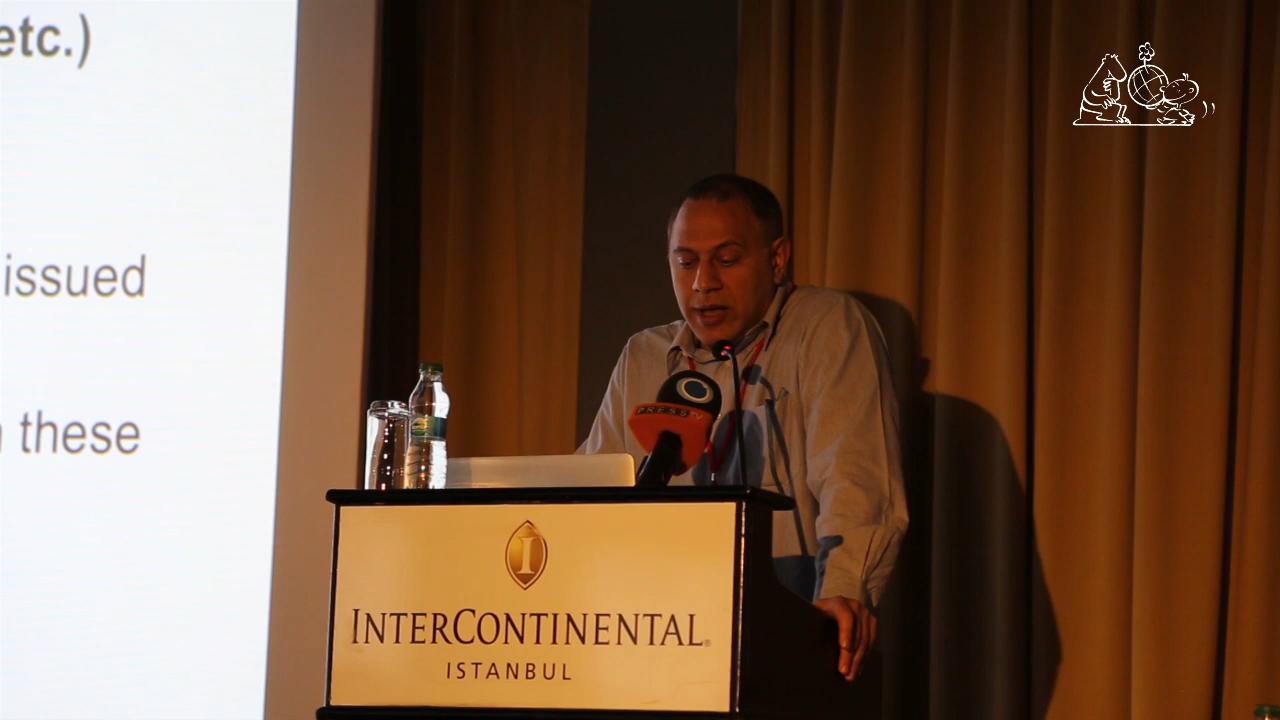 etc.)
issued
these
PRESS
I
INTERCONTINENTAL
ISTANBUL